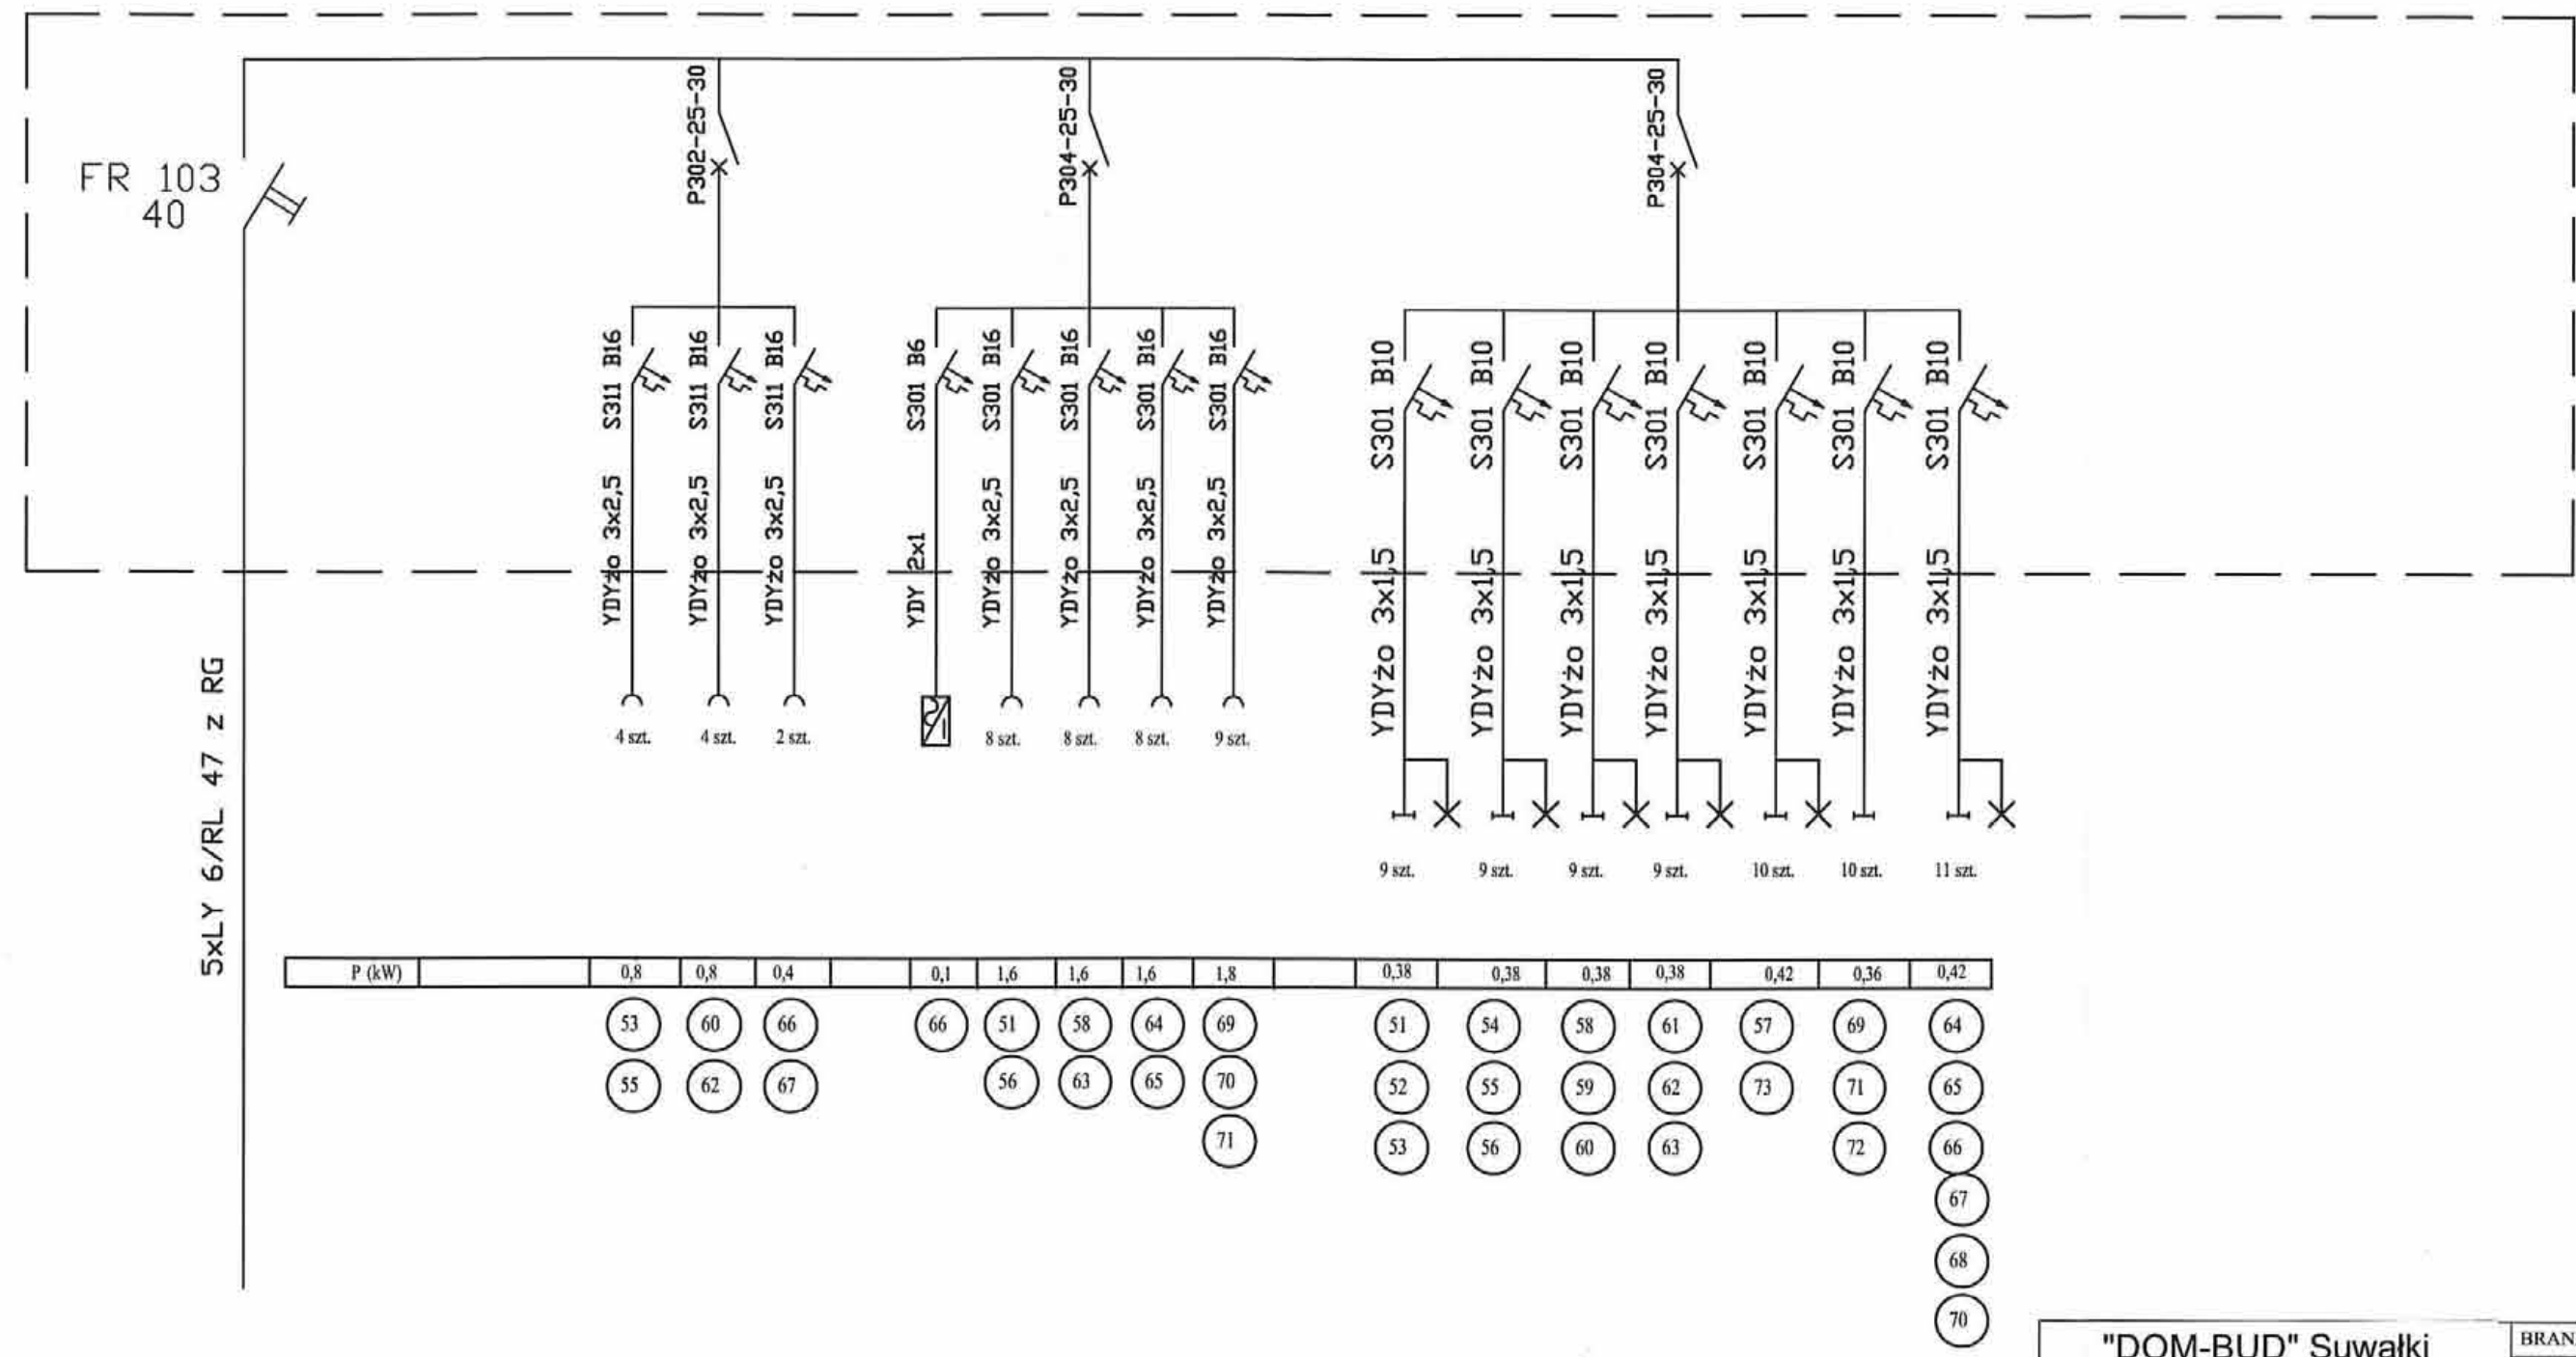 FR 103
40
P302-25-30
P304-25-30
P304-25-30
S311 B16
S311 B16
S311 B16
S301 B6
S301 B16
S301 B16
S301 B16
S301 B16
S301 B10
S301 B10
S301 B10
S301 B10
S301 B10
S301 B10
S301 B10
YDYżo 3x2,5
YDYżo 3x2,5
YDYżo 3x2,5
YDY 2x1
YDYżo 3x2,5
YDYżo 3x2,5
YDYżo 3x2,5
YDYżo 3x2,5
YDYżo 3x1,5
YDYżo 3x1,5
YDYżo 3x1,5
YDYżo 3x1,5
YDYżo 3x1,5
YDYżo 3x1,5
YDYżo 3x1,5
5xLY 6/RL 47 z RG
4 szt. 4 szt. 2 szt. 8 szt. 8 szt. 8 szt. 9 szt.
9 szt. 9 szt. 9 szt. 9 szt. 10 szt. 10 szt. 11 szt.
P (kW) 0,8 0,8 0,4 0,1 1,6 1,6 1,6 1,8 0,38 0,38 0,38 0,38 0,42 0,36 0,42
53 60 66 66 51 58 64 69 51 54 58 61 57 69 64
55 62 67 56 63 65 70 52 55 59 62 73 71 65
71 53 56 60 63 72 66
67
68
70
"DOM-BUD" Suwałki
BRAN